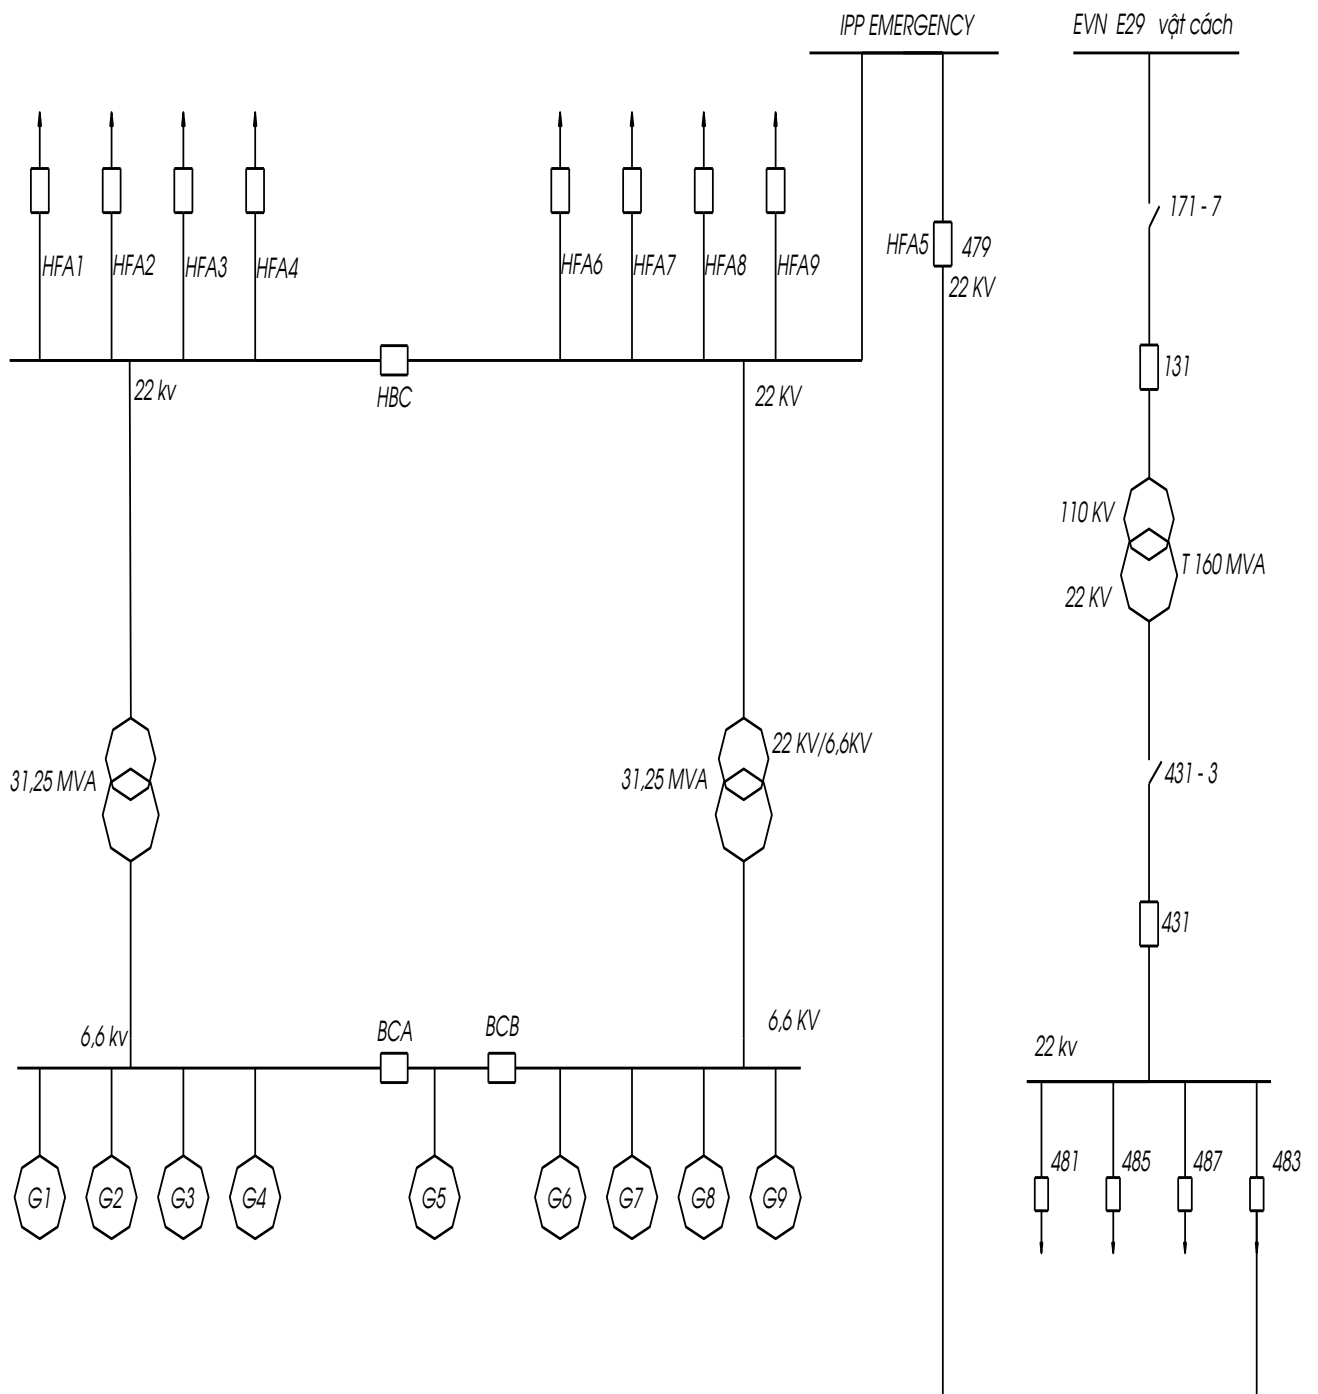 IPP EMERGENCY
EVN E29 vật cách
171 - 7
HFA1
HFA2
HFA3
HFA4
HFA6
HFA7
HFA8
HFA9
HFA5
479
22 KV
131
22 kv
HBC
22 KV
110 KV
T 160 MVA
22 KV
31,25 MVA
31,25 MVA
22 KV/6,6KV
431 - 3
431
6,6 kv
BCA
BCB
6,6 KV
22 kv
481
485
487
483
G1
G2
G3
G4
G5
G6
G7
G8
G9